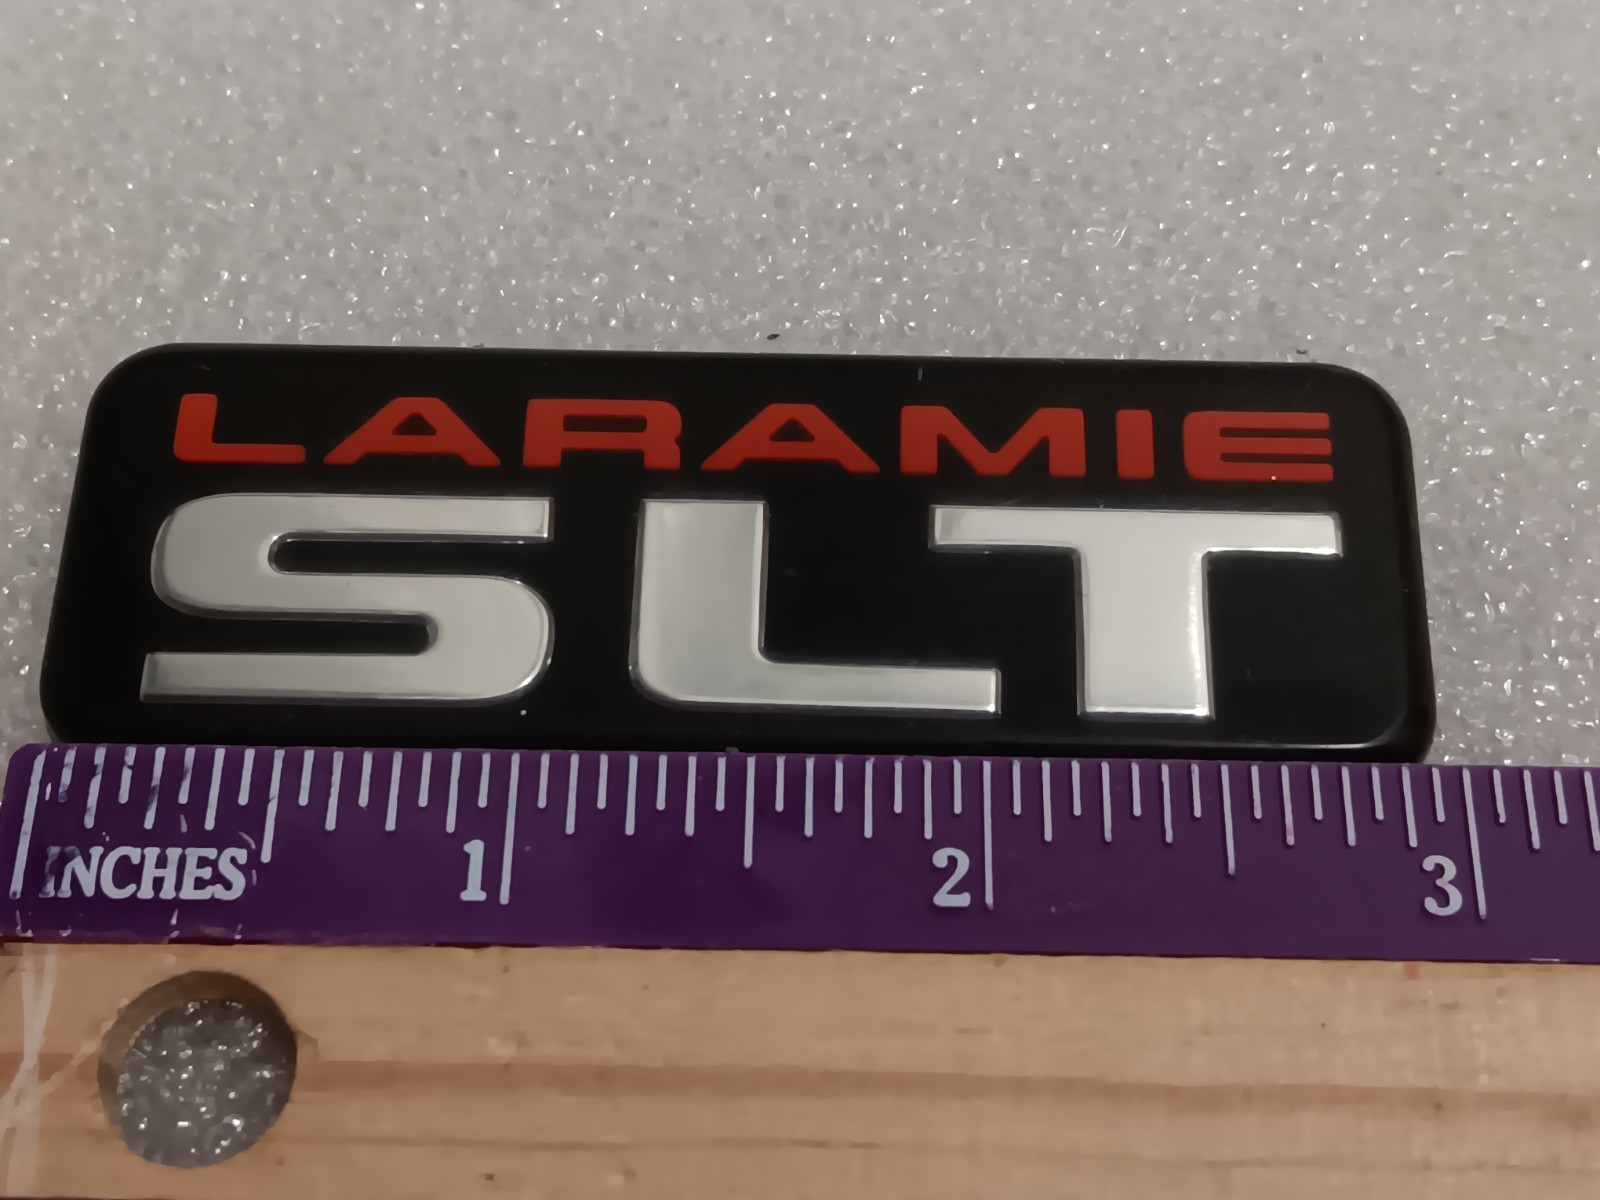 LARAMIE
SLT
INCHES 1 2 3